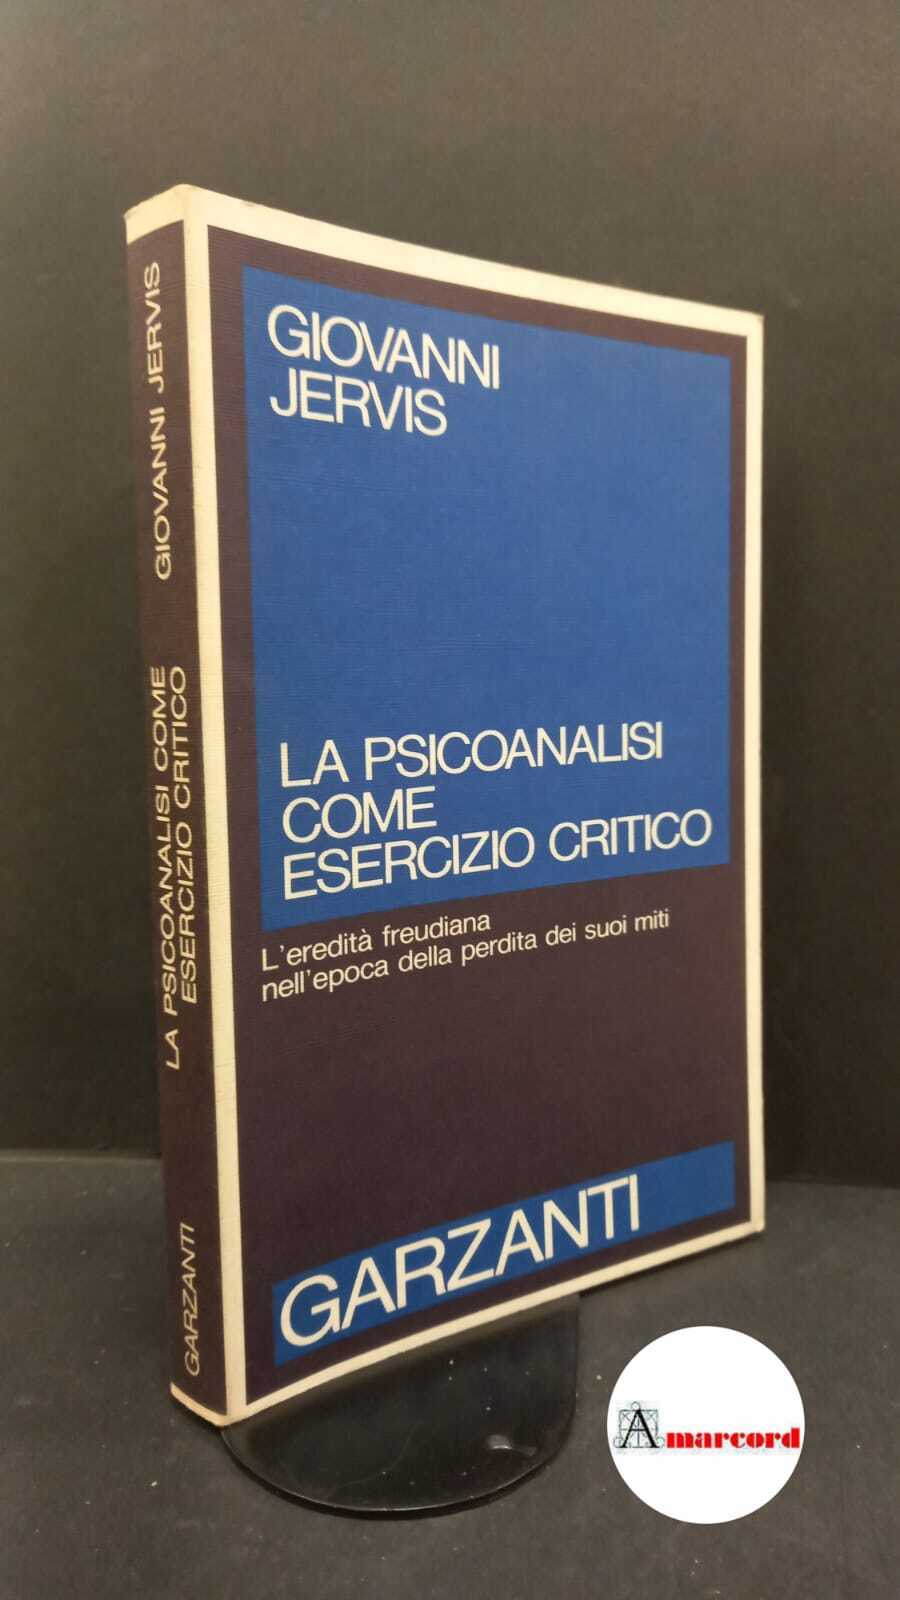 GIOVANNI JERVIS
LA PSICOANALISI COME
ESERCIZIO CRITICO
GARZANTI
GIOVANNI
JERVIS
LA PSICOANALISI
COME
ESERCIZIO CRITICO
L'eredità freudiana
nell'epoca della perdita dei suoi miti
GARZANTI
Amarcord